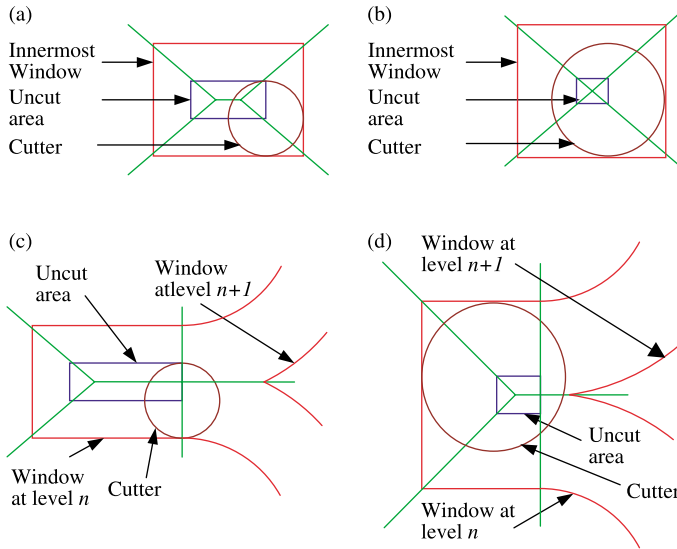 (a)
Innermost
Window
Uncut
area
Cutter
(b)
Innermost
Window
Uncut
area
Cutter
(c)
Uncut
area
Window
atlevel n+1
Window
at level n
Cutter
(d)
Window at
level n+1
Uncut
area
Cutter
Window at
level n